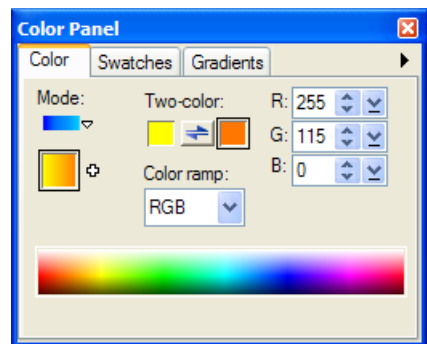 Color Panel
Color Swatches Gradients
Mode: Two-color: R: 255
G: 115
B: 0
Color ramp:
RGB